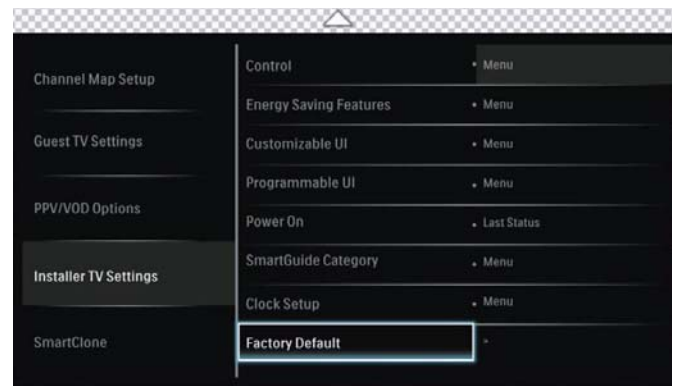 Channel Map Setup
Guest TV Settings
PPV/VOD Options
Installer TV Settings
SmartClone
Control • Menu
Energy Saving Features • Menu
Customizable UI • Menu
Programmable UI • Menu
Power On • Last Status
SmartGuide Category • Menu
Clock Setup • Menu
Factory Default